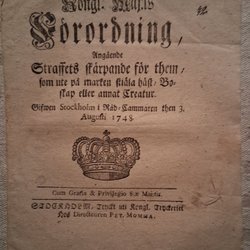 Kongl. Maj:ts
Förordning,
Angående
Straffets skärpande för them,
som ute på marken stiäla häst, Bo-
skap eller annat Creatur.
Gifwen Stockholm i Råd-Cammaren then 3.
Augusti 1748.
Cum Gratia & Privilegio S:æ R:æ Maj:tis.
STOCKHOLM, Tryckt uti Kongl. Tryckeriet
Hos Directeuren PET. MOMMA.